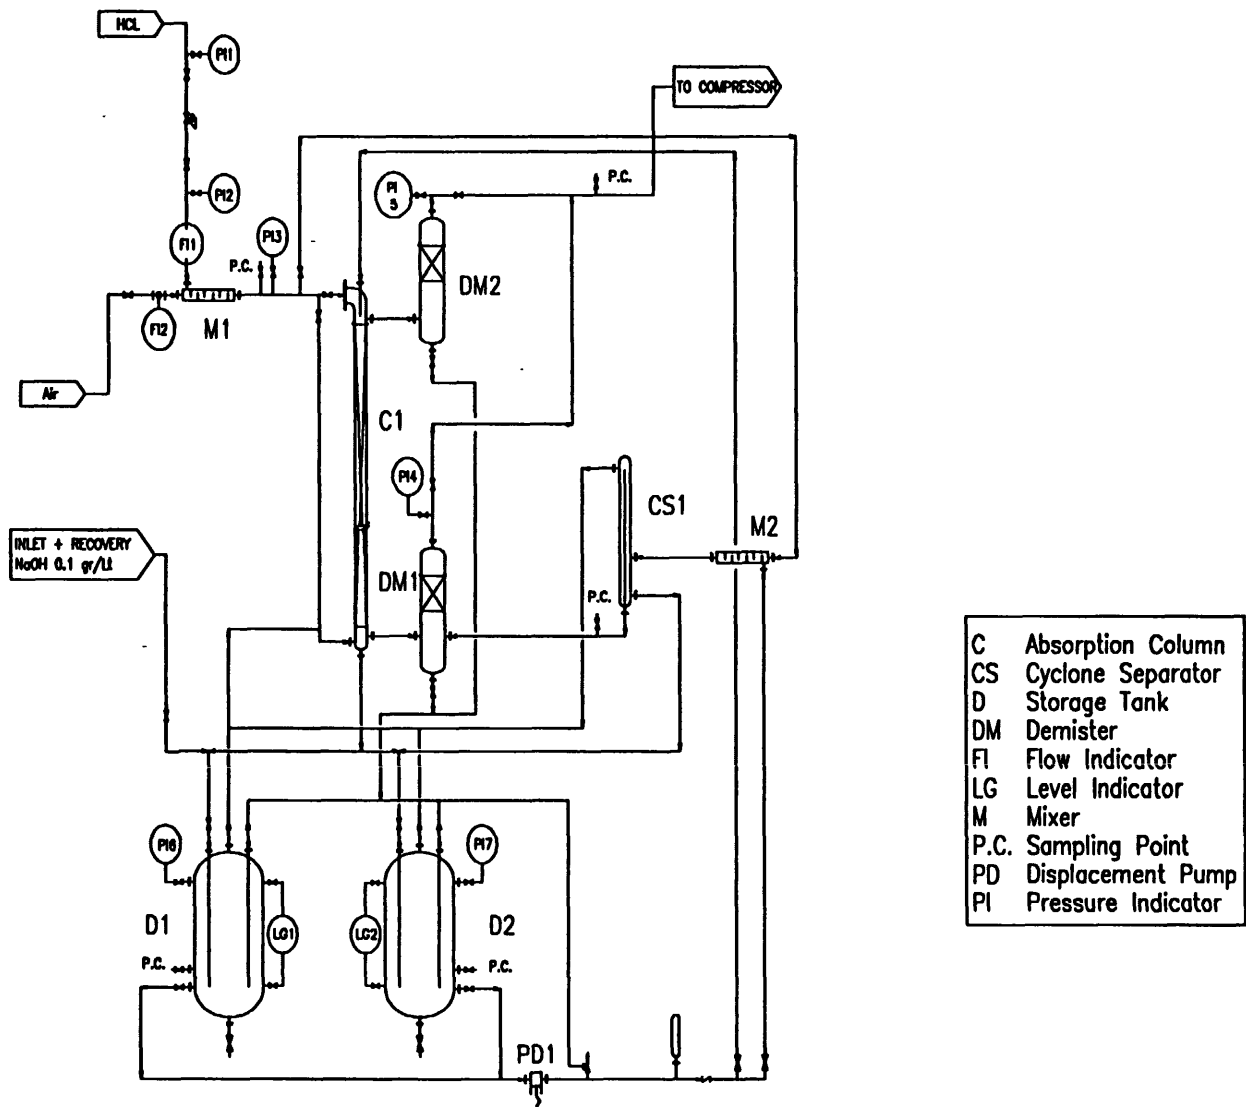 HCL
PI1
TO COMPRESSOR
PI2
P.C.
PI
5
FI1
PI3
P.C.
DM2
FI2
M1
Air
C1
PI4
CS1
M2
INLET + RECOVERY
NaOH 0.1 gr/Lt
DM1
P.C.
PI6
PI7
D1
LG1
LG2
D2
P.C.
P.C.
PD1
C Absorption Column
CS Cyclone Separator
D Storage Tank
DM Demister
FI Flow Indicator
LG Level Indicator
M Mixer
P.C. Sampling Point
PD Displacement Pump
PI Pressure Indicator